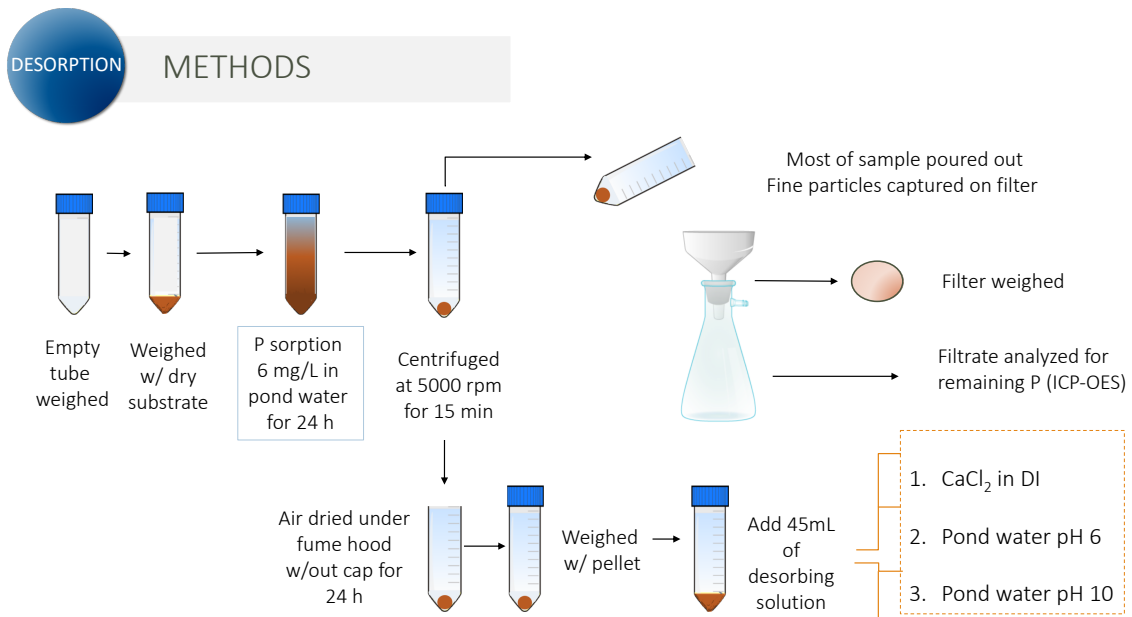 DESORPTION
METHODS
Most of sample poured out
Fine particles captured on filter
Filter weighed
Filtrate analyzed for
remaining P (ICP-OES)
Empty
tube
weighed
Weighed
w/ dry
substrate
P sorption
6 mg/L in
pond water
for 24 h
Centrifuged
at 5000 rpm
for 15 min
Air dried under
fume hood
w/out cap for
24 h
Weighed
w/ pellet
Add 45mL
of
desorbing
solution
1. CaCl₂ in DI
2. Pond water pH 6
3. Pond water pH 10